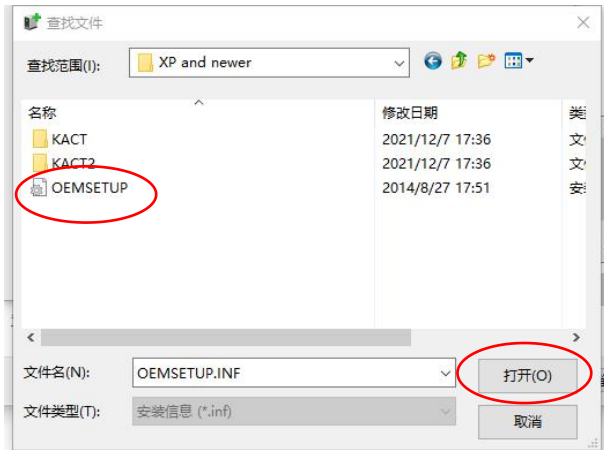 查找文件
查找范围(I): XP and newer
名称 修改日期
KACT 2021/12/7 17:36
KACT2 2021/12/7 17:36
OEMSETUP 2014/8/27 17:51
文件名(N): OEMSETUP.INF 打开(O)
文件类型(T): 安装信息 (*.inf) 取消